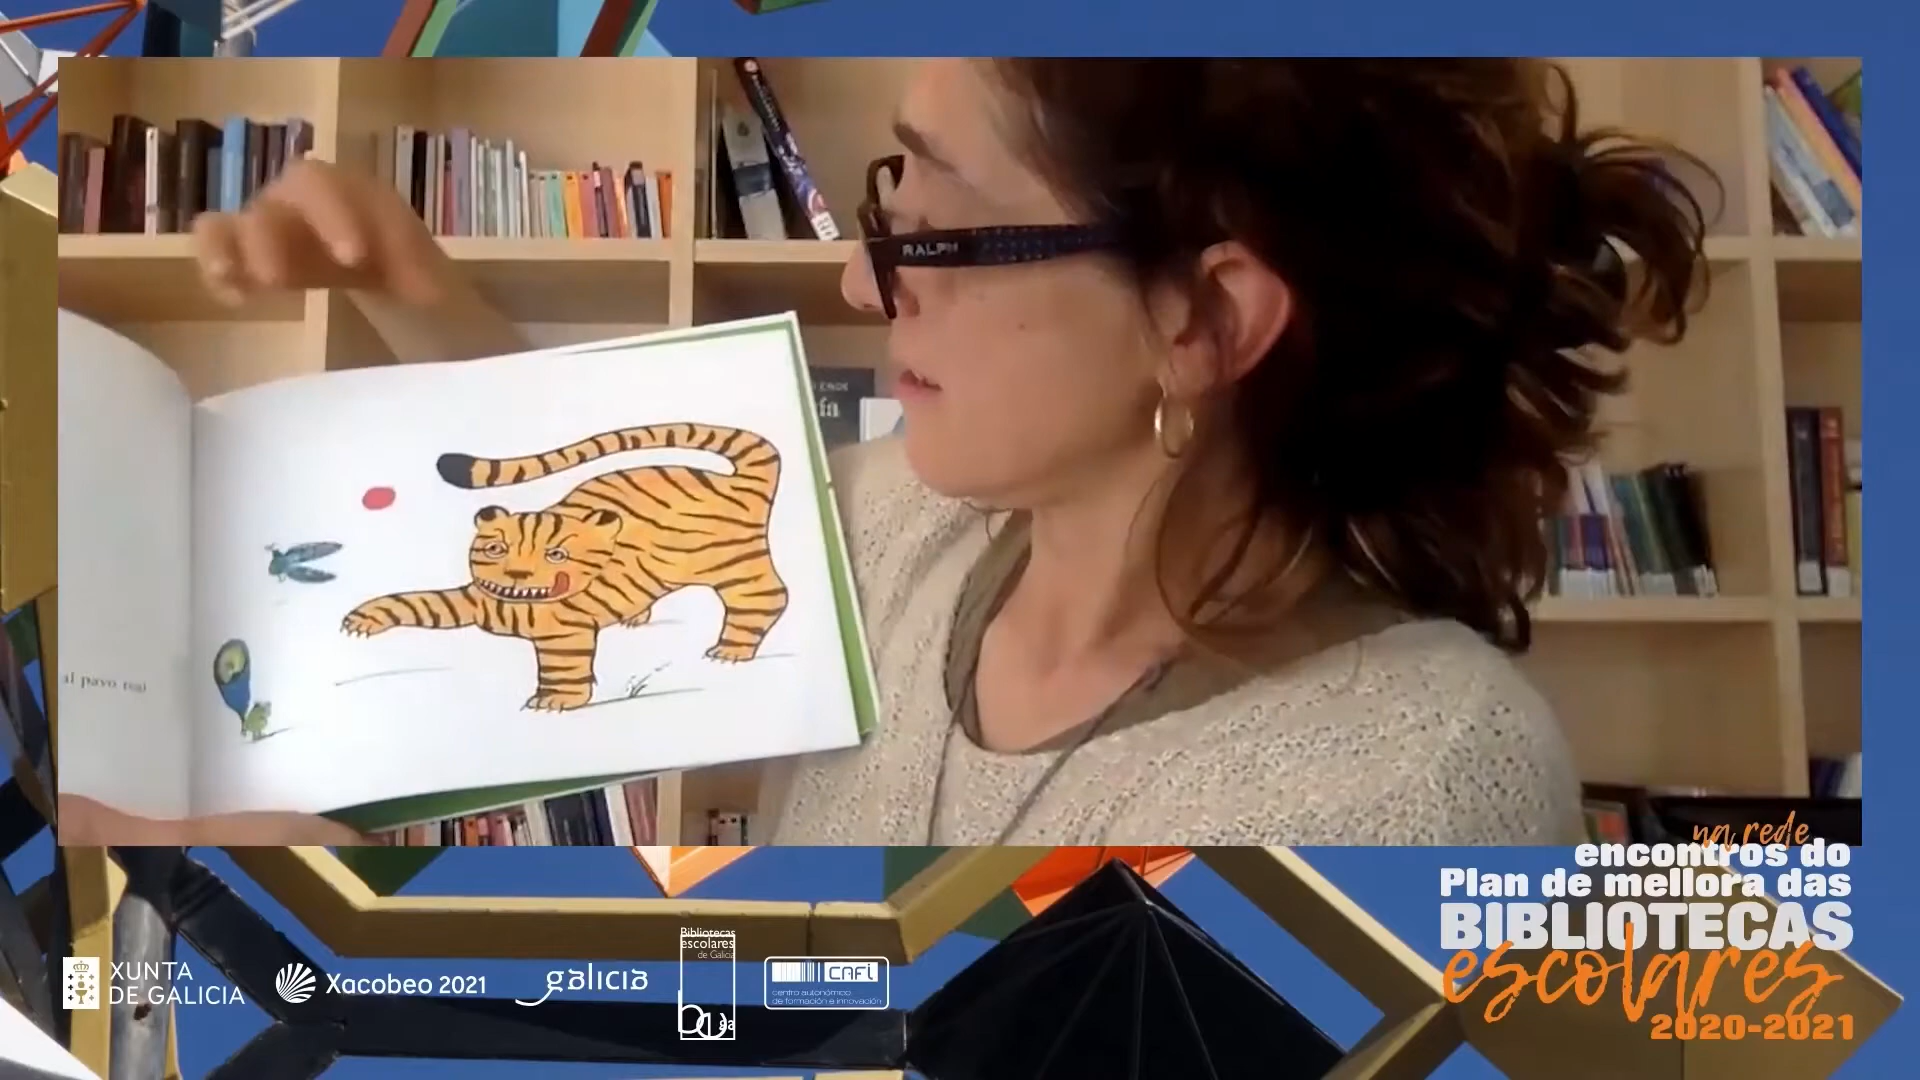 RALPH
al pavo real
na rede
encontros do
Plan de mellora das
BIBLIOTECAS
escolares
2020-2021
XUNTA
DE GALICIA
Xacobeo 2021
galicia
Bibliotecas
escolares
de Galicia
CAFi
centro autonómico
de formación e innovación